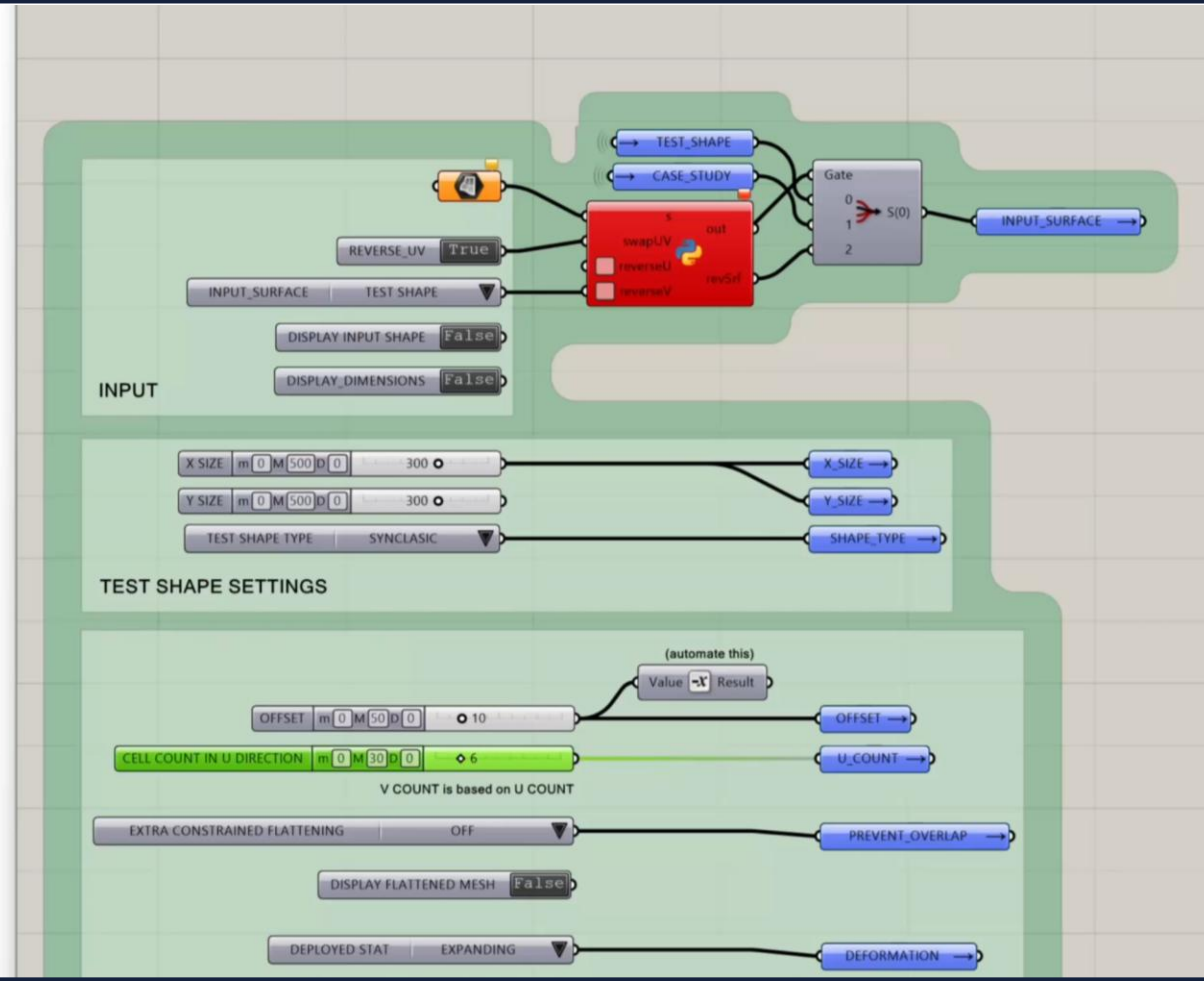 TEST_SHAPE
CASE_STUDY
Gate
0
1
2
S(0)
INPUT_SURFACE
s
swapUV
reverseU
reverseV
out
revSrf
REVERSE_UV True
INPUT_SURFACE TEST SHAPE
DISPLAY INPUT SHAPE False
DISPLAY_DIMENSIONS False
INPUT
X SIZE m 0 M 500 D 0 300
X_SIZE
Y SIZE m 0 M 500 D 0 300
Y_SIZE
TEST SHAPE TYPE SYNCLASIC
SHAPE_TYPE
TEST SHAPE SETTINGS
(automate this)
Value -X Result
OFFSET m 0 M 50 D 0 10
OFFSET
CELL COUNT IN U DIRECTION m 0 M 30 D 0 6
U_COUNT
V COUNT is based on U COUNT
EXTRA CONSTRAINED FLATTENING OFF
PREVENT_OVERLAP
DISPLAY FLATTENED MESH False
DEPLOYED STAT EXPANDING
DEFORMATION